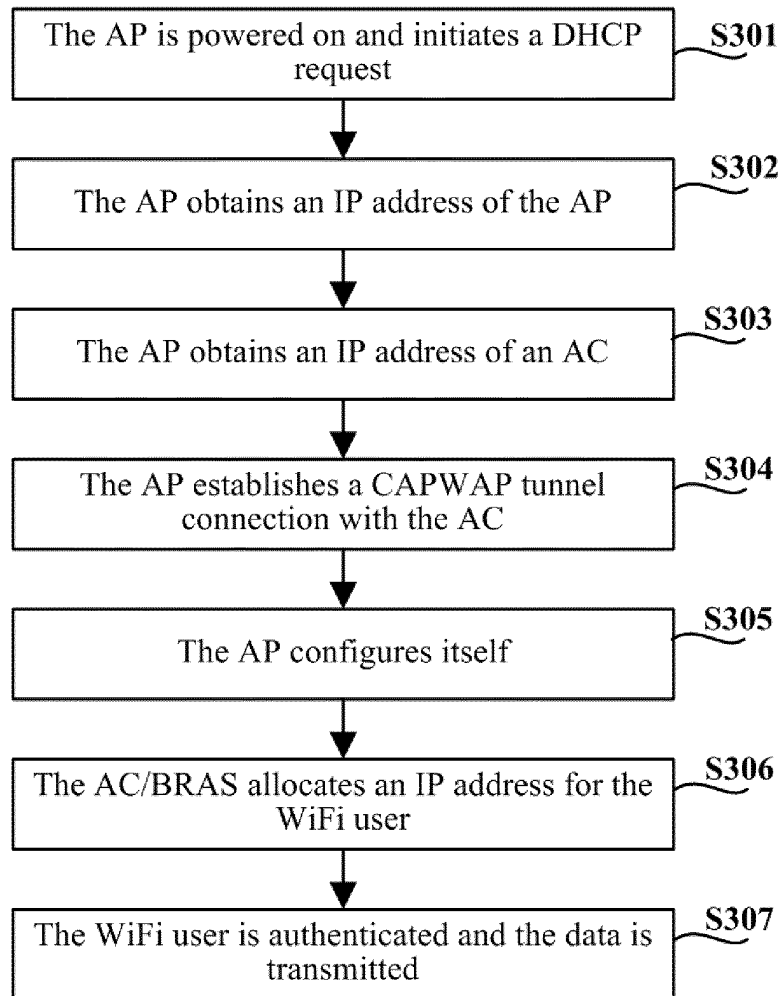 The AP is powered on and initiates a DHCP
request
S301
The AP obtains an IP address of the AP
S302
The AP obtains an IP address of an AC
S303
The AP establishes a CAPWAP tunnel
connection with the AC
S304
The AP configures itself
S305
The AC/BRAS allocates an IP address for the
WiFi user
S306
The WiFi user is authenticated and the data is
transmitted
S307